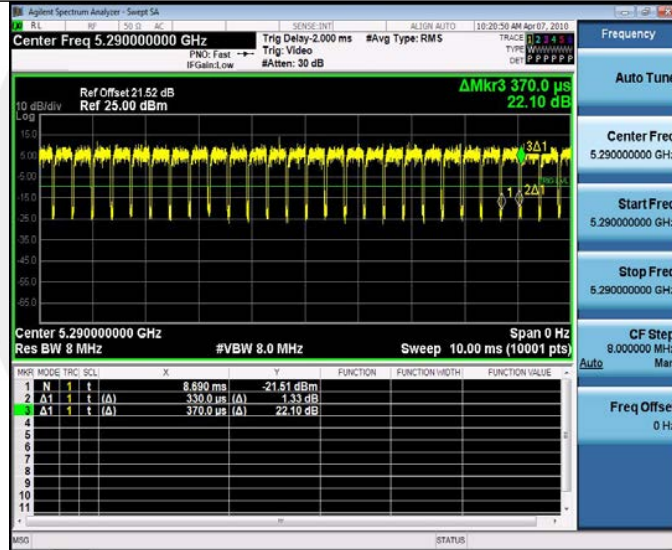 Agilent Spectrum Analyzer - Swept SA
RL RF 50 Ω AC SENSE:INT ALIGN AUTO 10:20:50 AM Apr 07, 2010
Center Freq 5.290000000 GHz
PNO: Fast
IFGain:Low
Trig Delay-2.000 ms
Trig: Video
#Atten: 30 dB
#Avg Type: RMS
TRACE 1 2 3 4 5 6
TYPE WWWWWW
DET P P P P P P
Ref Offset 21.52 dB
10 dB/div Ref 25.00 dBm
Log
ΔMkr3 370.0 µs
22.10 dB
15.0
5.00
-5.00
-15.0
-25.0
-35.0
-45.0
-55.0
-65.0
3Δ1
1
2Δ1
TRIG LVL
Center 5.290000000 GHz Span 0 Hz
Res BW 8 MHz #VBW 8.0 MHz Sweep 10.00 ms (10001 pts)
MKR MODE TRC SCL X Y FUNCTION FUNCTION WIDTH FUNCTION VALUE
1 N 1 t 8.690 ms -21.51 dBm
2 Δ1 1 t (Δ) 330.0 µs (Δ) 1.33 dB
3 Δ1 1 t (Δ) 370.0 µs (Δ) 22.10 dB
4
5
6
7
8
9
10
11
MSG STATUS
Frequency
Auto Tune
Center Freq
5.290000000 GHz
Start Freq
5.290000000 GHz
Stop Freq
5.290000000 GHz
CF Step
8.000000 MHz
Auto Man
Freq Offset
0 Hz